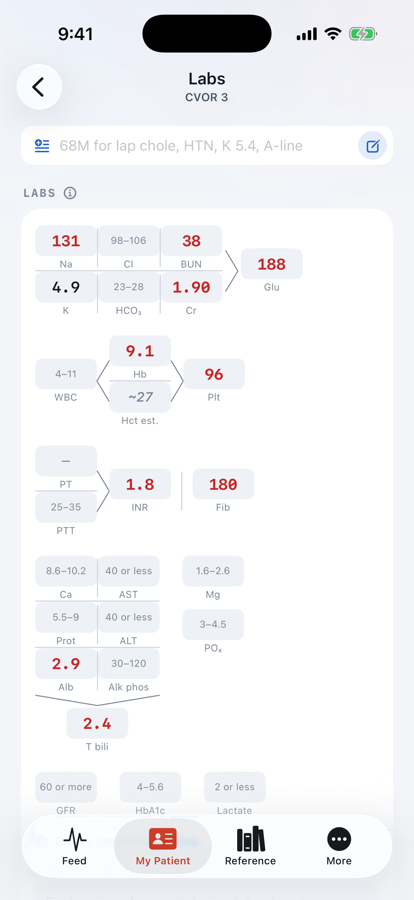 9:41
Labs
CVOR 3
68M for lap chole, HTN, K 5.4, A-line
LABS
131 98–106 38
Na Cl BUN
188
Glu
4.9 23–28 1.90
K HCO₃ Cr
9.1
Hb
4–11
WBC
96
Plt
~27
Hct est.
–
PT
1.8
INR
180
Fib
25–35
PTT
8.6–10.2 40 or less 1.6–2.6
Ca AST Mg
5.5–9 40 or less 3–4.5
Prot ALT PO₄
2.9 30–120
Alb Alk phos
2.4
T bili
60 or more 4–5.6 2 or less
GFR HbA1c Lactate
Feed My Patient Reference More